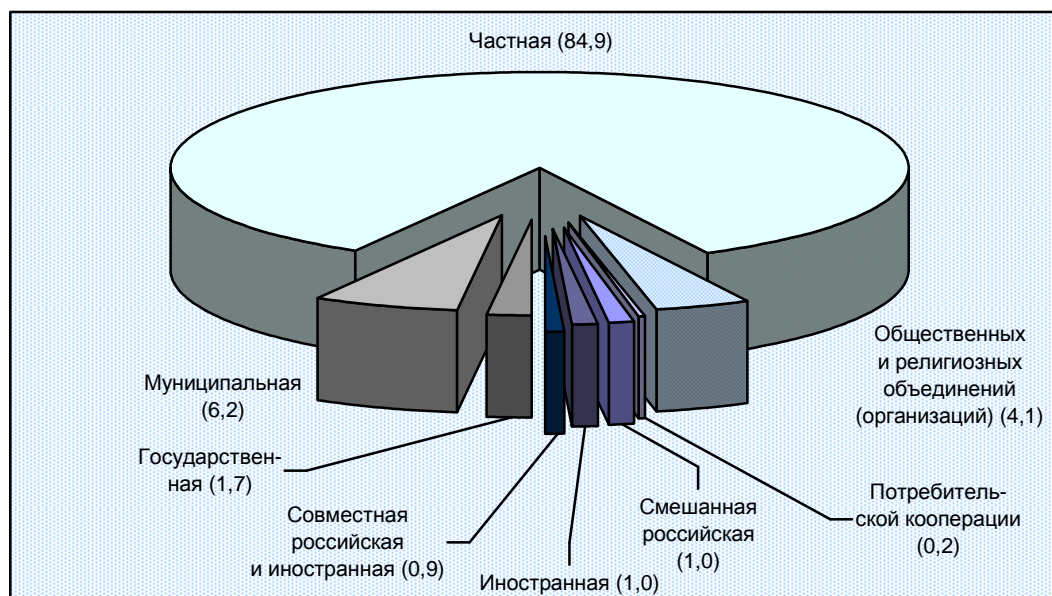 Частная (84,9)
Муниципальная
(6,2)
Государствен-
ная (1,7)
Совместная
российская
и иностранная (0,9)
Иностранная (1,0)
Смешанная
российская
(1,0)
Потребитель-
ской кооперации
(0,2)
Общественных
и религиозных
объединений
(организаций) (4,1)